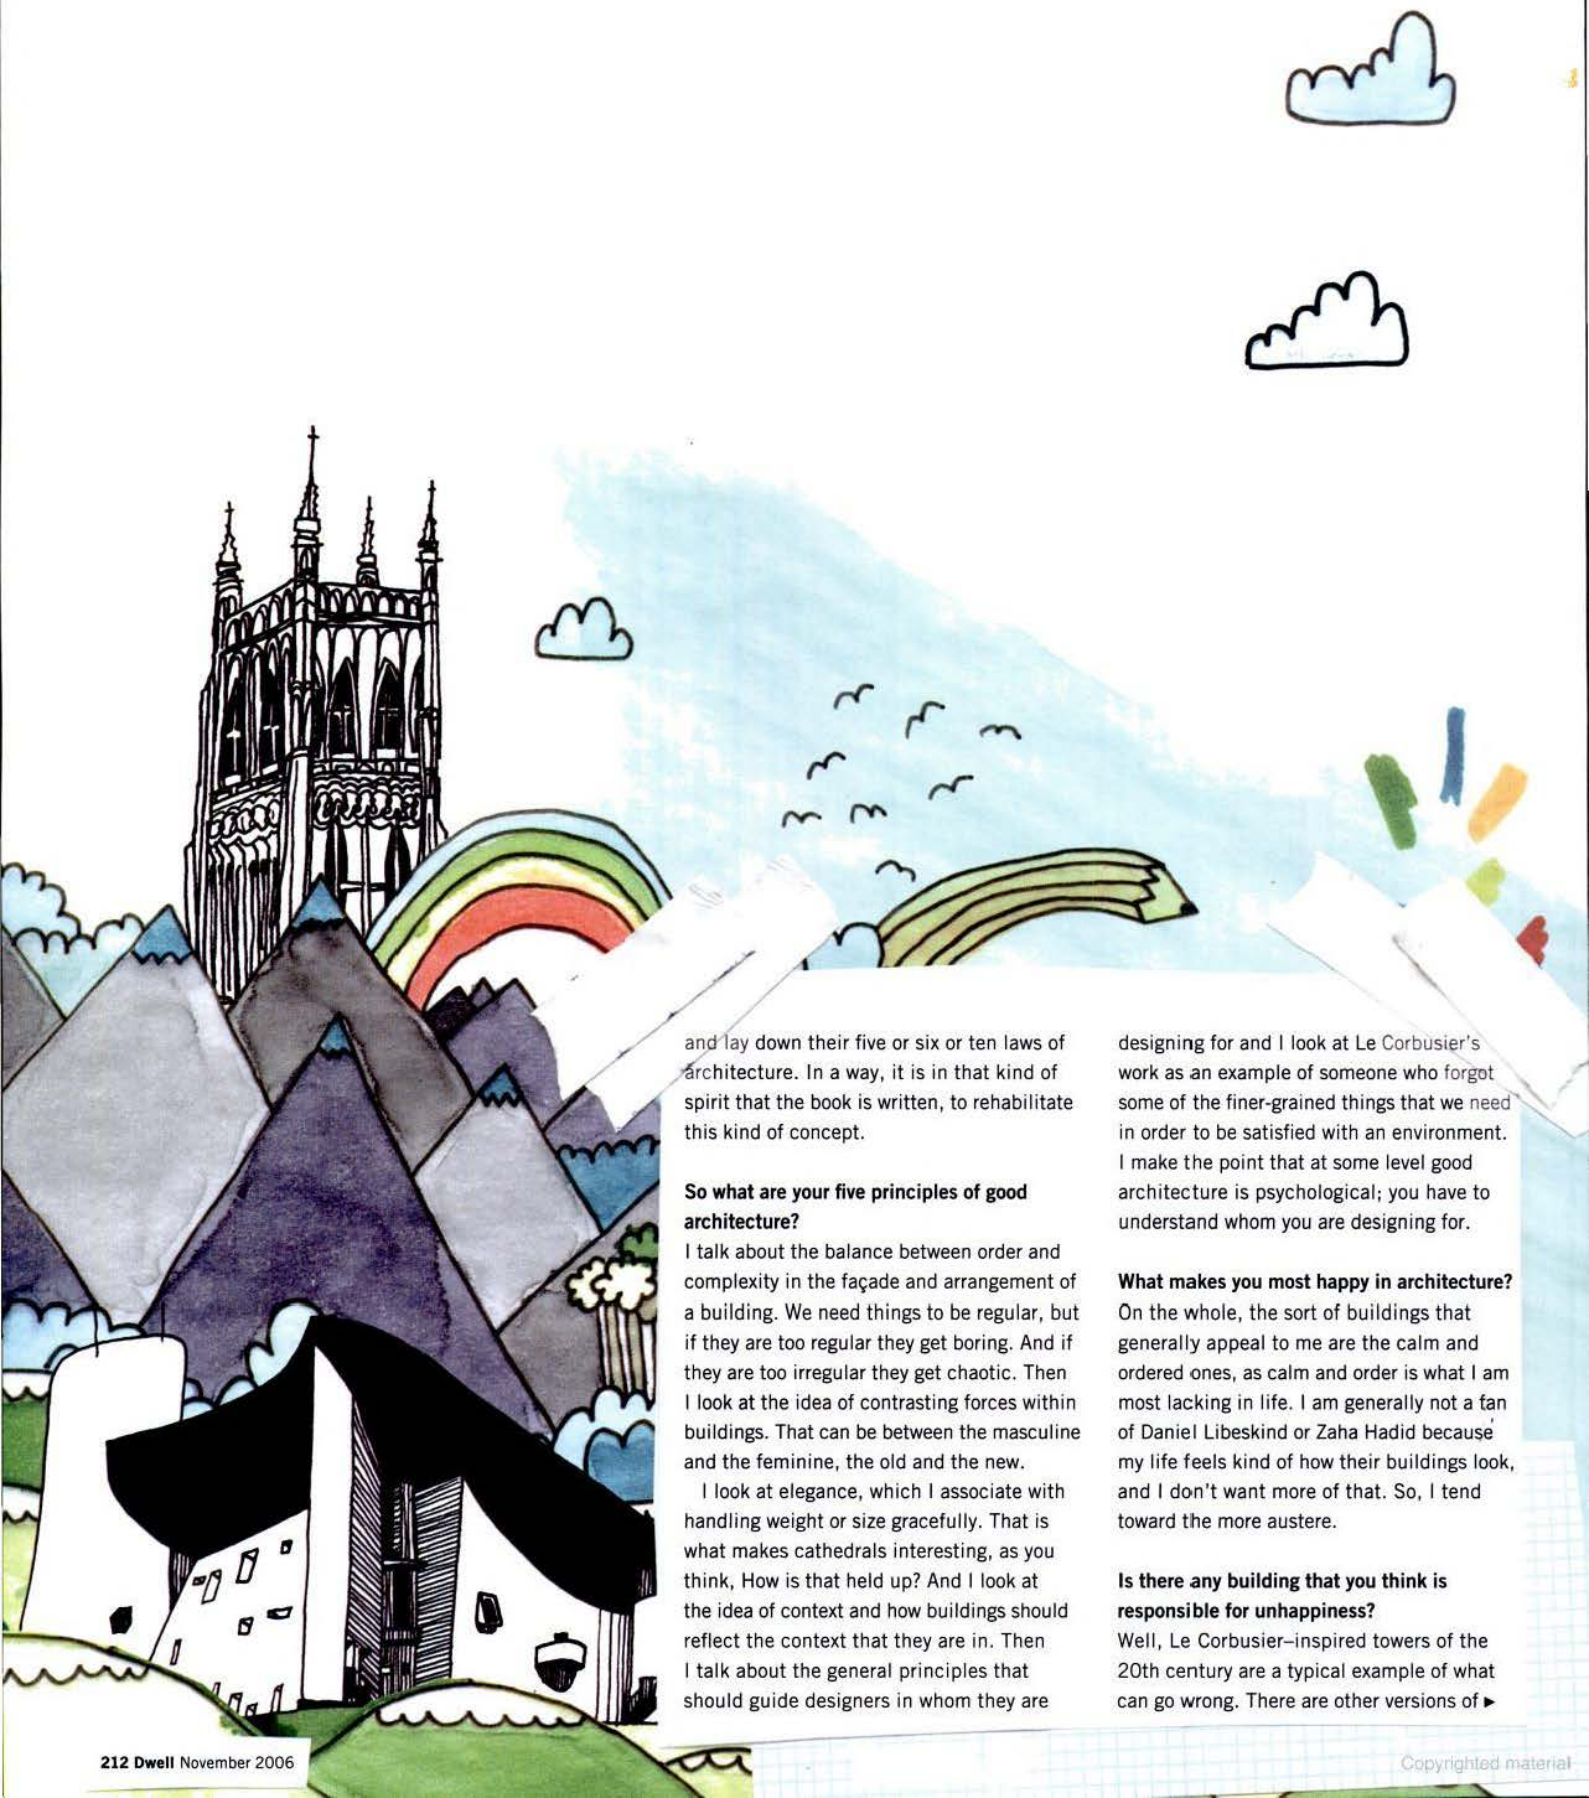 and lay down their five or six or ten laws of
architecture. In a way, it is in that kind of
spirit that the book is written, to rehabilitate
this kind of concept.
So what are your five principles of good
architecture?
I talk about the balance between order and
complexity in the façade and arrangement of
a building. We need things to be regular, but
if they are too regular they get boring. And if
they are too irregular they get chaotic. Then
I look at the idea of contrasting forces within
buildings. That can be between the masculine
and the feminine, the old and the new.
I look at elegance, which I associate with
handling weight or size gracefully. That is
what makes cathedrals interesting, as you
think, How is that held up? And I look at
the idea of context and how buildings should
reflect the context that they are in. Then
I talk about the general principles that
should guide designers in whom they are
designing for and I look at Le Corbusier's
work as an example of someone who forgot
some of the finer-grained things that we need
in order to be satisfied with an environment.
I make the point that at some level good
architecture is psychological; you have to
understand whom you are designing for.
What makes you most happy in architecture?
On the whole, the sort of buildings that
generally appeal to me are the calm and
ordered ones, as calm and order is what I am
most lacking in life. I am generally not a fan
of Daniel Libeskind or Zaha Hadid because
my life feels kind of how their buildings look,
and I don't want more of that. So, I tend
toward the more austere.
Is there any building that you think is
responsible for unhappiness?
Well, Le Corbusier–inspired towers of the
20th century are a typical example of what
can go wrong. There are other versions of ►
212 Dwell November 2006
Copyrighted material